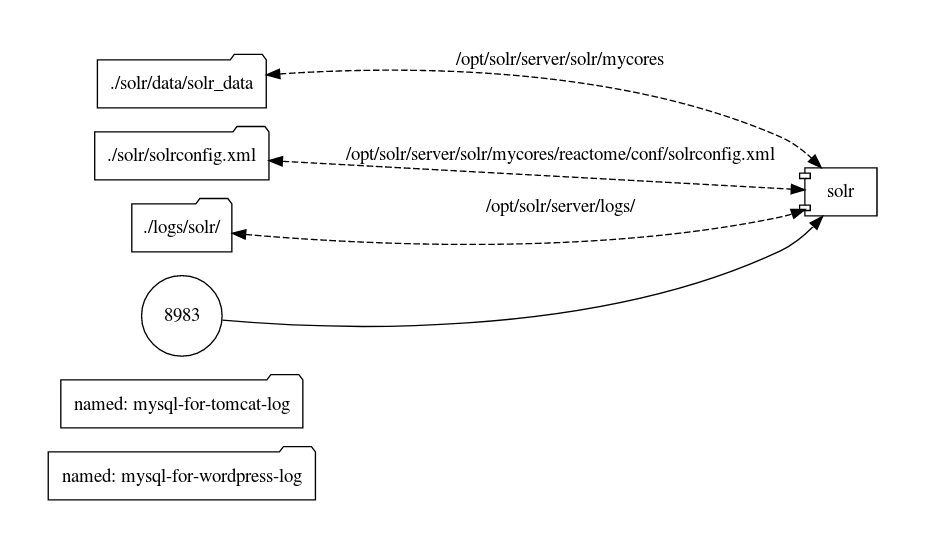 /opt/solr/server/solr/mycores
./solr/data/solr_data
./solr/solrconfig.xml
/opt/solr/server/solr/mycores/reactome/conf/solrconfig.xml
solr
/opt/solr/server/logs/
./logs/solr/
8983
named: mysql-for-tomcat-log
named: mysql-for-wordpress-log